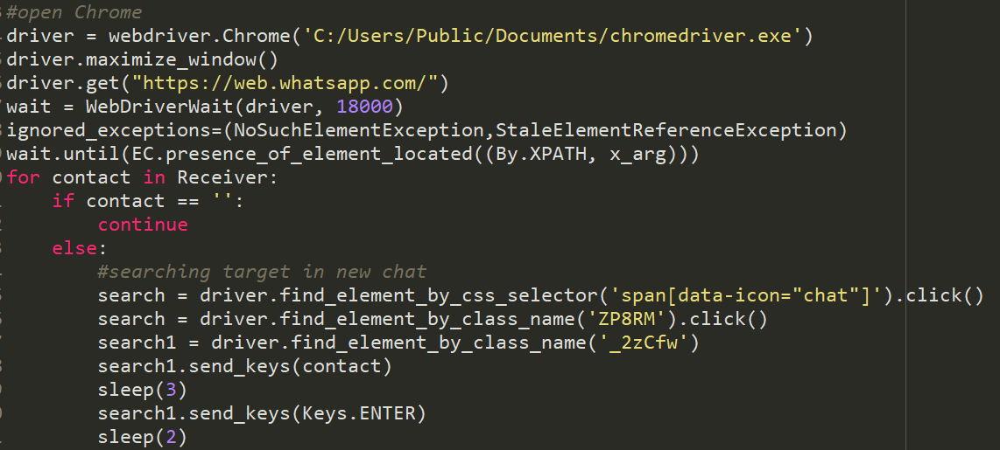 #open Chrome
driver = webdriver.Chrome('C:/Users/Public/Documents/chromedriver.exe')
driver.maximize_window()
driver.get("https://web.whatsapp.com/")
wait = WebDriverWait(driver, 18000)
ignored_exceptions=(NoSuchElementException,StaleElementReferenceException)
wait.until(EC.presence_of_element_located((By.XPATH, x_arg)))
for contact in Receiver:
    if contact == '':
        continue
    else:
        #searching target in new chat
        search = driver.find_element_by_css_selector('span[data-icon="chat"]').click()
        search = driver.find_element_by_class_name('ZP8RM').click()
        search1 = driver.find_element_by_class_name('_2zCfw')
        search1.send_keys(contact)
        sleep(3)
        search1.send_keys(Keys.ENTER)
        sleep(2)